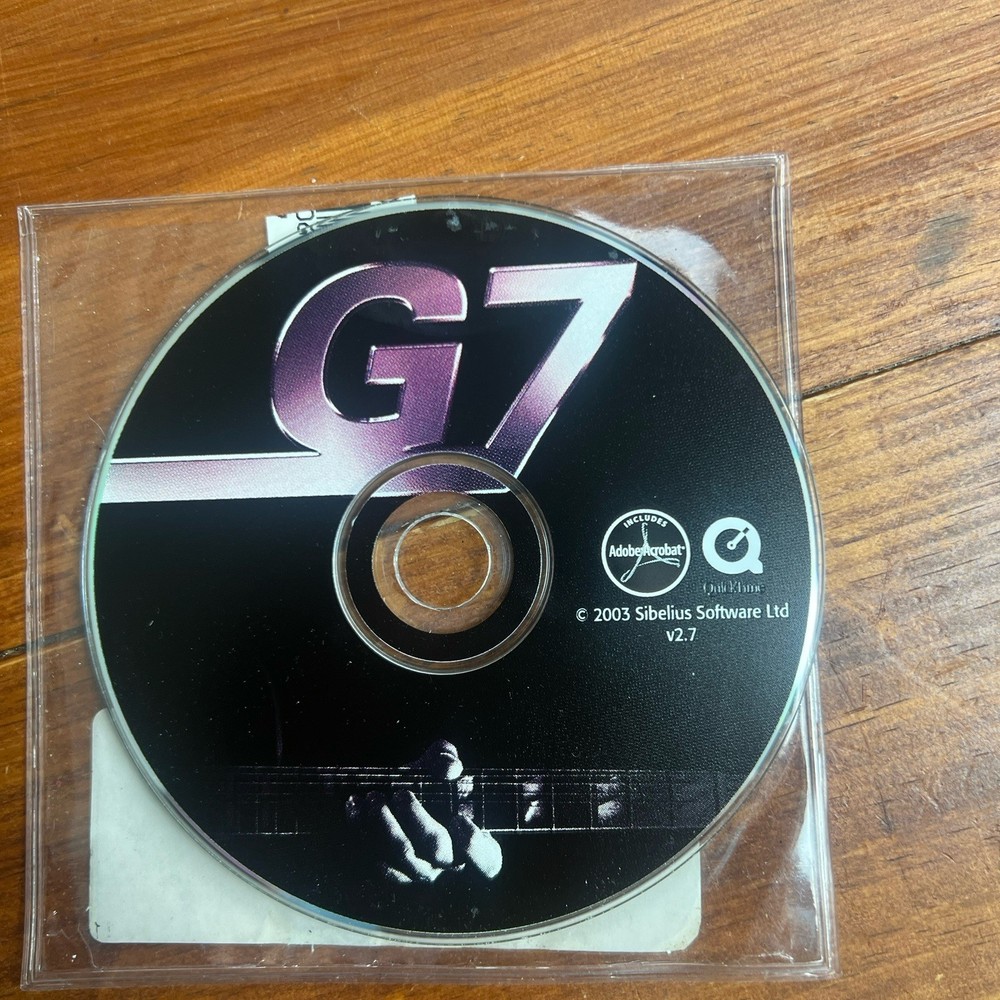 G7
INCLUDES
Adobe Acrobat
QuickTime
© 2003 Sibelius Software Ltd
v2.7